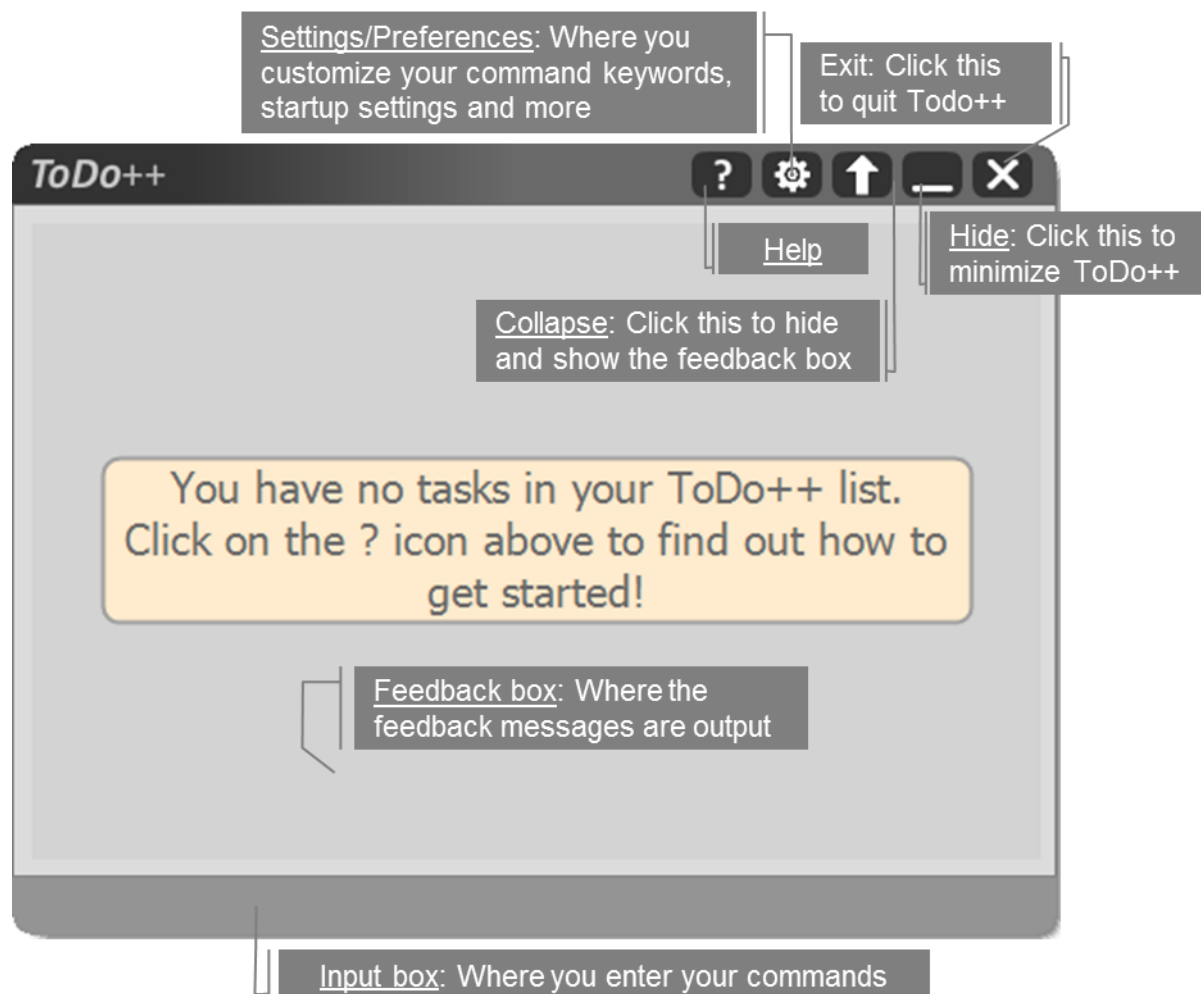 Settings/Preferences: Where you
customize your command keywords,
startup settings and more
Exit: Click this
to quit Todo++
ToDo++
?
Help
Hide: Click this to
minimize ToDo++
Collapse: Click this to hide
and show the feedback box
You have no tasks in your ToDo++ list.
Click on the ? icon above to find out how to
get started!
Feedback box: Where the
feedback messages are output
Input box: Where you enter your commands